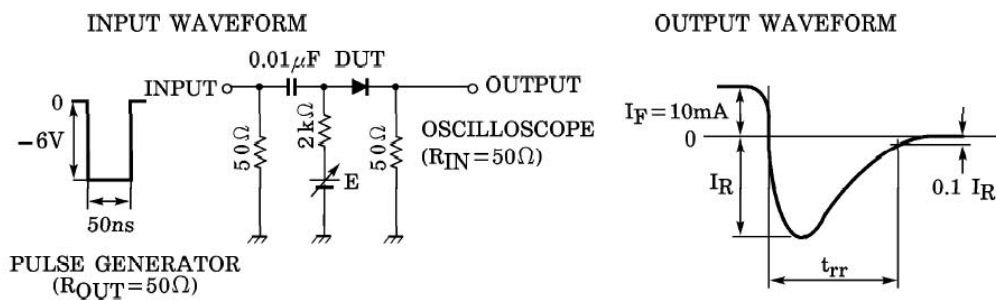 INPUT WAVEFORM
OUTPUT WAVEFORM
0.01μF DUT
INPUT
OUTPUT
0
−6V
50ns
50Ω
2kΩ
E
50Ω
OSCILLOSCOPE
(RIN=50Ω)
PULSE GENERATOR
(ROUT=50Ω)
IF=10mA
0
IR
0.1 IR
trr